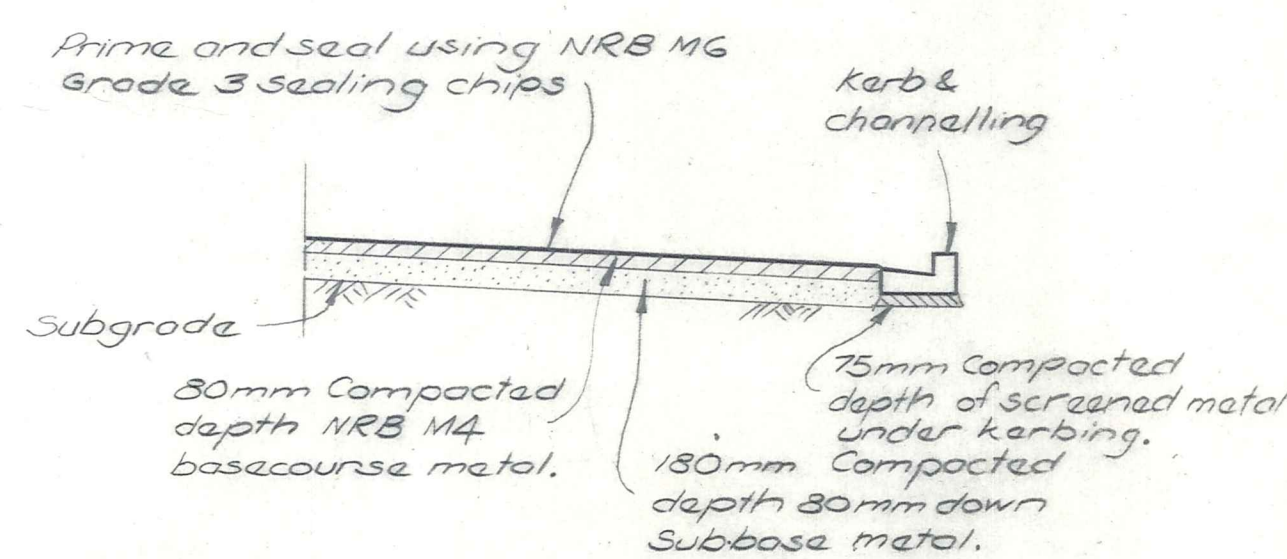 Prime and seal using NRB M6
Grade 3 Sealing chips
Kerb &
channelling
Subgrade
80mm Compacted
depth NRB M4
basecourse metal.
75mm Compacted
depth of screened metal
under kerbing.
180mm Compacted
depth 80mm down
Subbase metal.